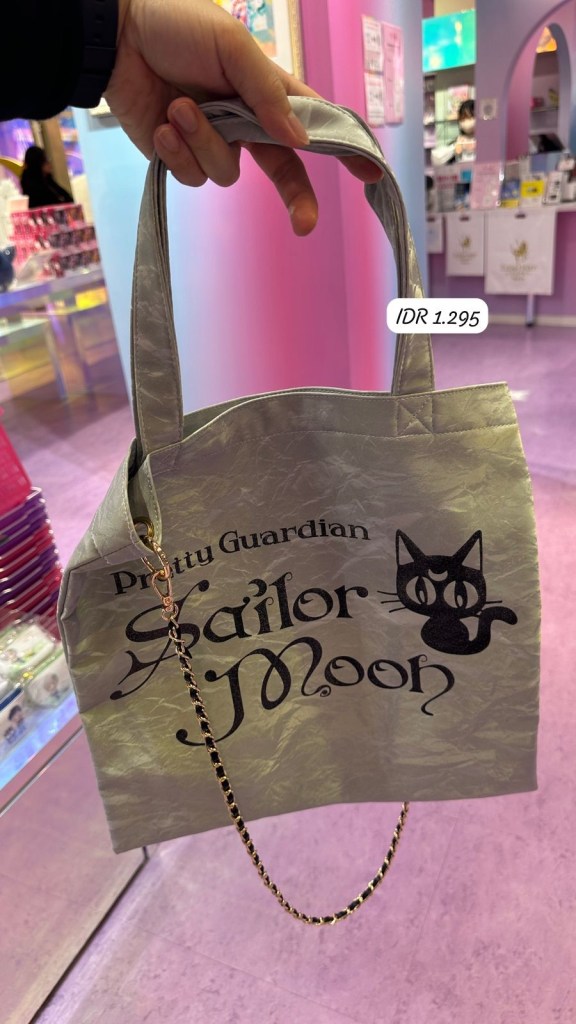 IDR 1.295
Pretty Guardian
Sailor
Moon